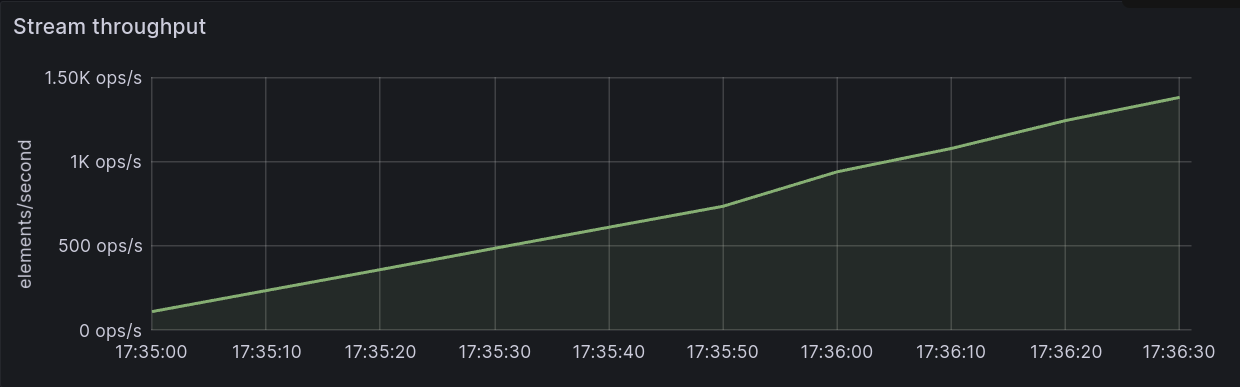 Stream throughput
elements/second
1.50K ops/s
1K ops/s
500 ops/s
0 ops/s
17:35:00 17:35:10 17:35:20 17:35:30 17:35:40 17:35:50 17:36:00 17:36:10 17:36:20 17:36:30